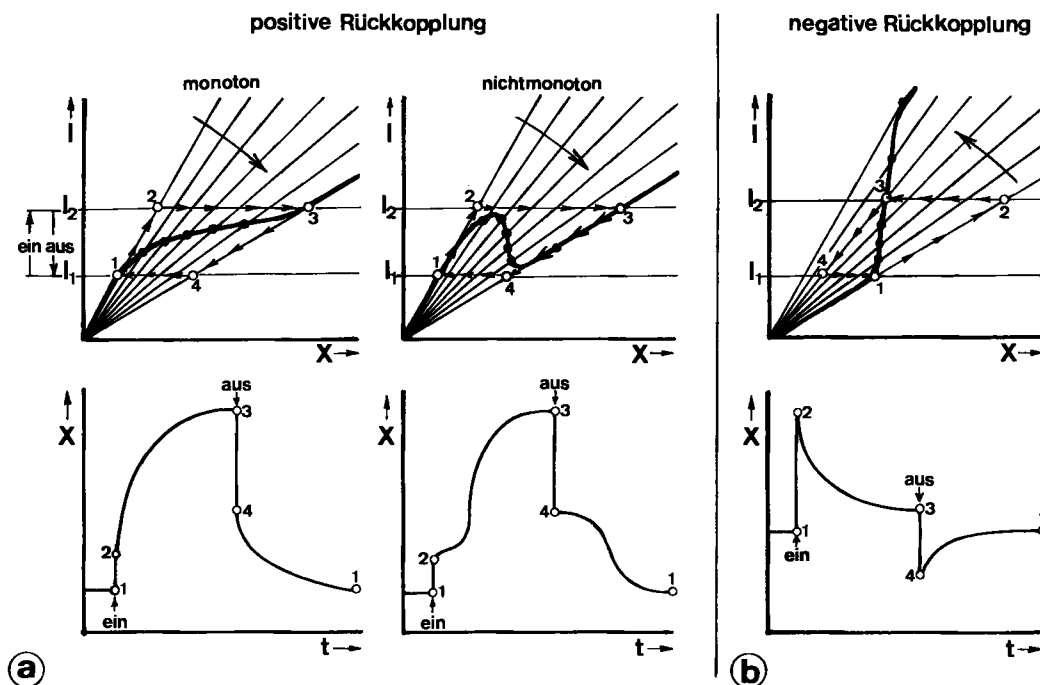 positive Rückkopplung
negative Rückkopplung
monoton
nichtmonoton
I
I₂
ein aus
I₁
1
2
3
4
X
I
I₂
I₁
1
2
3
4
X
I
I₂
I₁
1
2
3
4
X
X
1
2
aus
3
4
1
ein
t
X
1
2
aus
3
4
1
ein
t
X
1
2
aus
3
4
ein
t
a
b